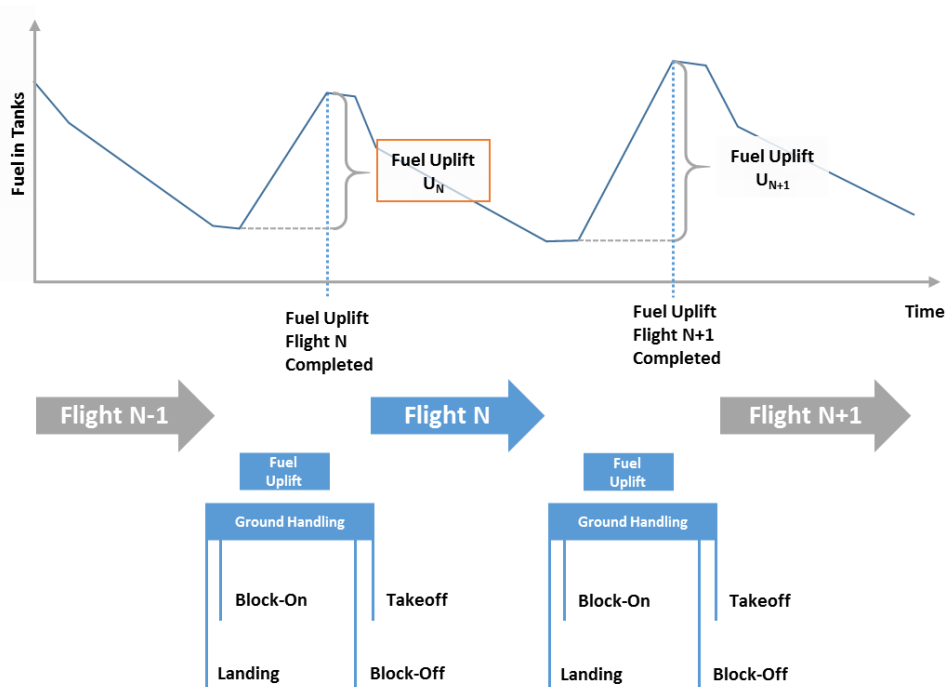 Fuel in Tanks
Fuel Uplift
U_N
Fuel Uplift
U_N+1
Time
Fuel Uplift
Flight N
Completed
Fuel Uplift
Flight N+1
Completed
Flight N-1
Flight N
Flight N+1
Fuel
Uplift
Fuel
Uplift
Ground Handling
Ground Handling
Block-On
Takeoff
Block-On
Takeoff
Landing
Block-Off
Landing
Block-Off